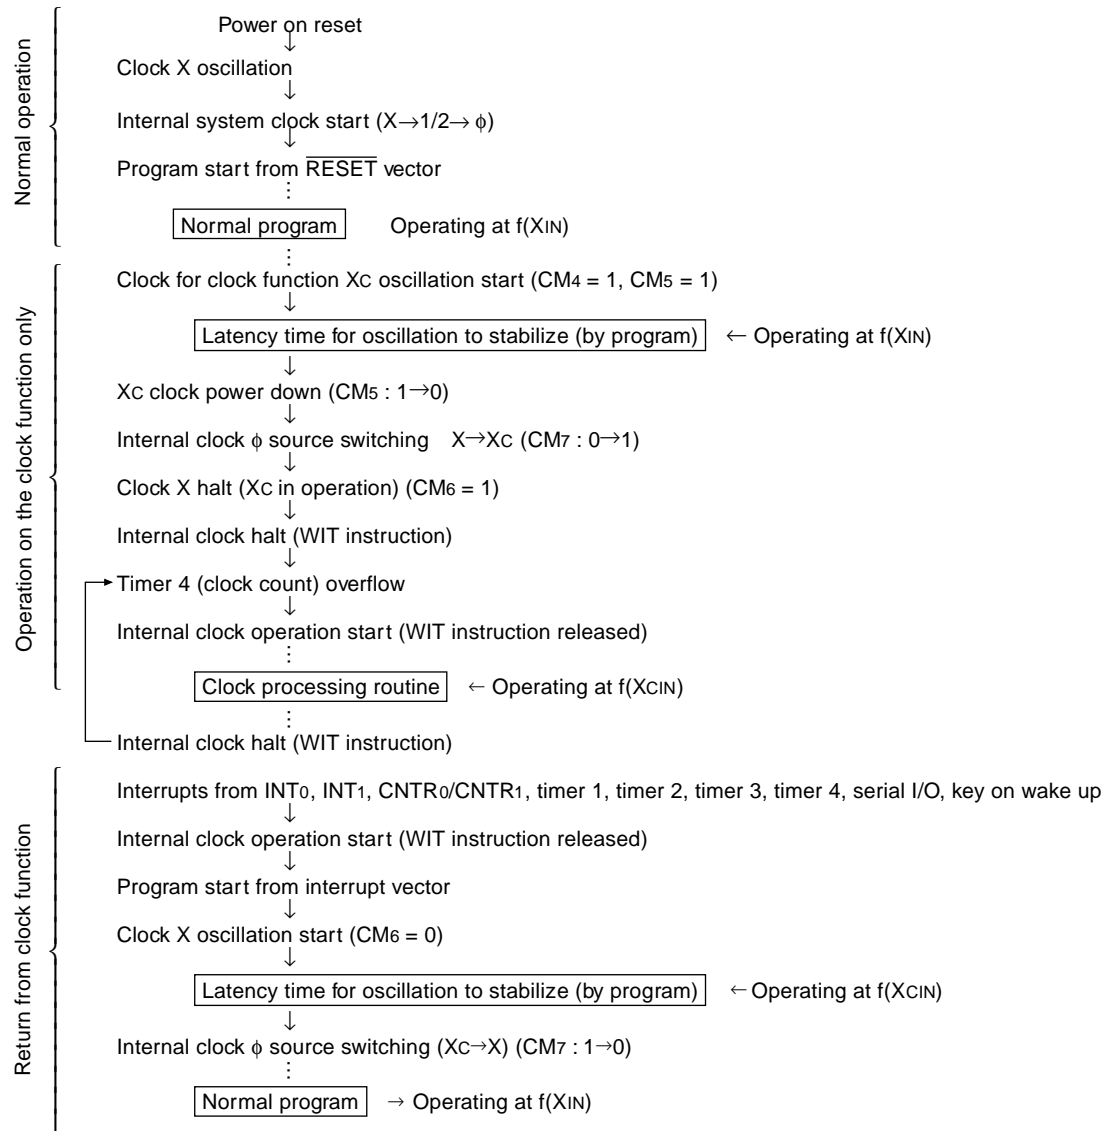 Normal operation
Power on reset
↓
Clock X oscillation
↓
Internal system clock start (X→1/2→ φ)
↓
Program start from RESET vector
⋮
Normal program Operating at f(XIN)
⋮
Operation on the clock function only
Clock for clock function XC oscillation start (CM4 = 1, CM5 = 1)
↓
Latency time for oscillation to stabilize (by program) ← Operating at f(XIN)
↓
XC clock power down (CM5 : 1→0)
↓
Internal clock φ source switching X→XC (CM7 : 0→1)
↓
Clock X halt (XC in operation) (CM6 = 1)
↓
Internal clock halt (WIT instruction)
↓
Timer 4 (clock count) overflow
↓
Internal clock operation start (WIT instruction released)
⋮
Clock processing routine ← Operating at f(XCIN)
⋮
Internal clock halt (WIT instruction)
Return from clock function
Interrupts from INT0, INT1, CNTR0/CNTR1, timer 1, timer 2, timer 3, timer 4, serial I/O, key on wake up
↓
Internal clock operation start (WIT instruction released)
↓
Program start from interrupt vector
↓
Clock X oscillation start (CM6 = 0)
↓
Latency time for oscillation to stabilize (by program) ← Operating at f(XCIN)
↓
Internal clock φ source switching (XC→X) (CM7 : 1→0)
⋮
Normal program → Operating at f(XIN)